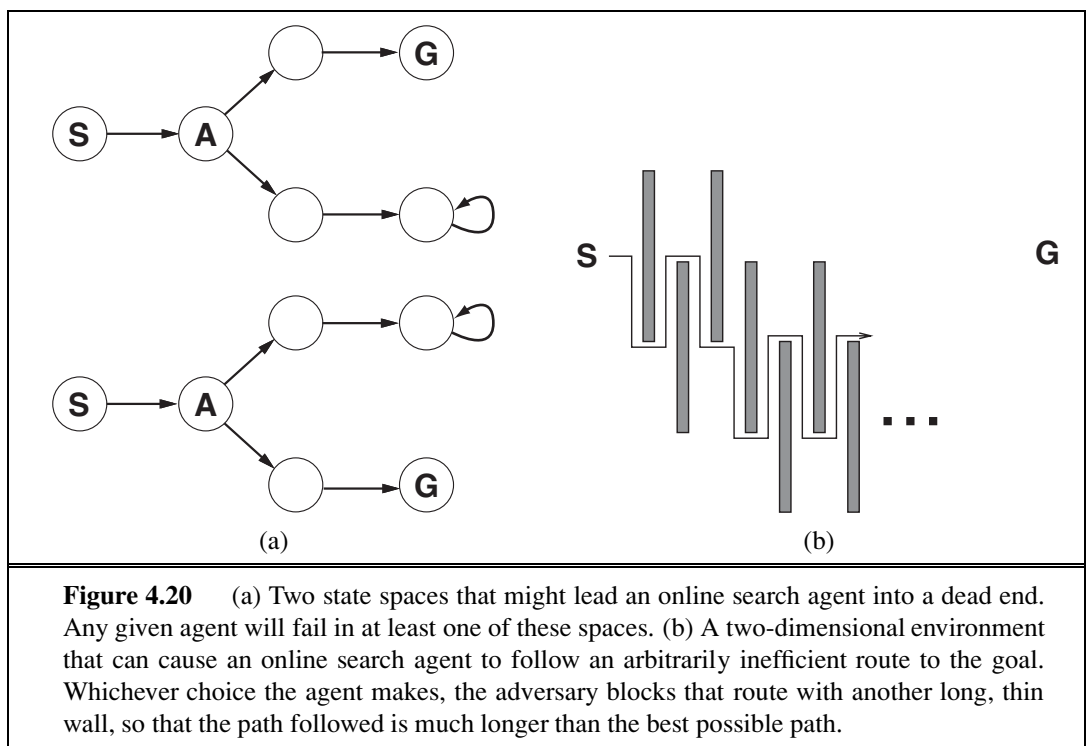 G
S A
S G
S A
G
(a) (b)
Figure 4.20 (a) Two state spaces that might lead an online search agent into a dead end.
Any given agent will fail in at least one of these spaces. (b) A two-dimensional environment
that can cause an online search agent to follow an arbitrarily inefficient route to the goal.
Whichever choice the agent makes, the adversary blocks that route with another long, thin
wall, so that the path followed is much longer than the best possible path.